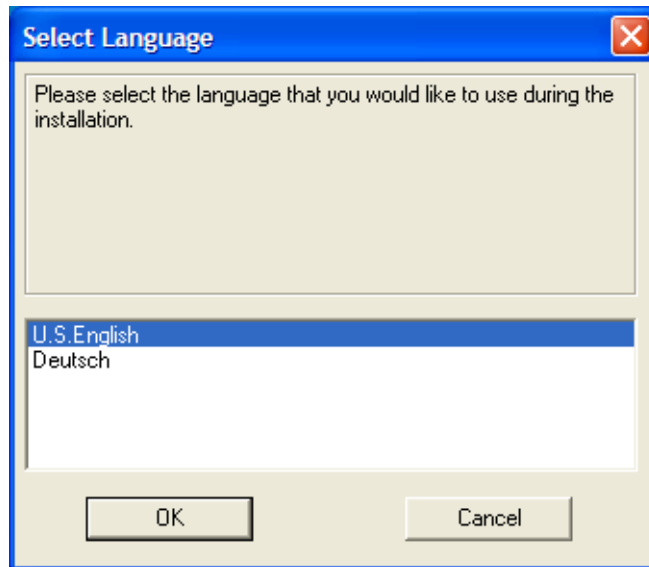 Select Language
Please select the language that you would like to use during the
installation.
U.S.English
Deutsch
OK
Cancel